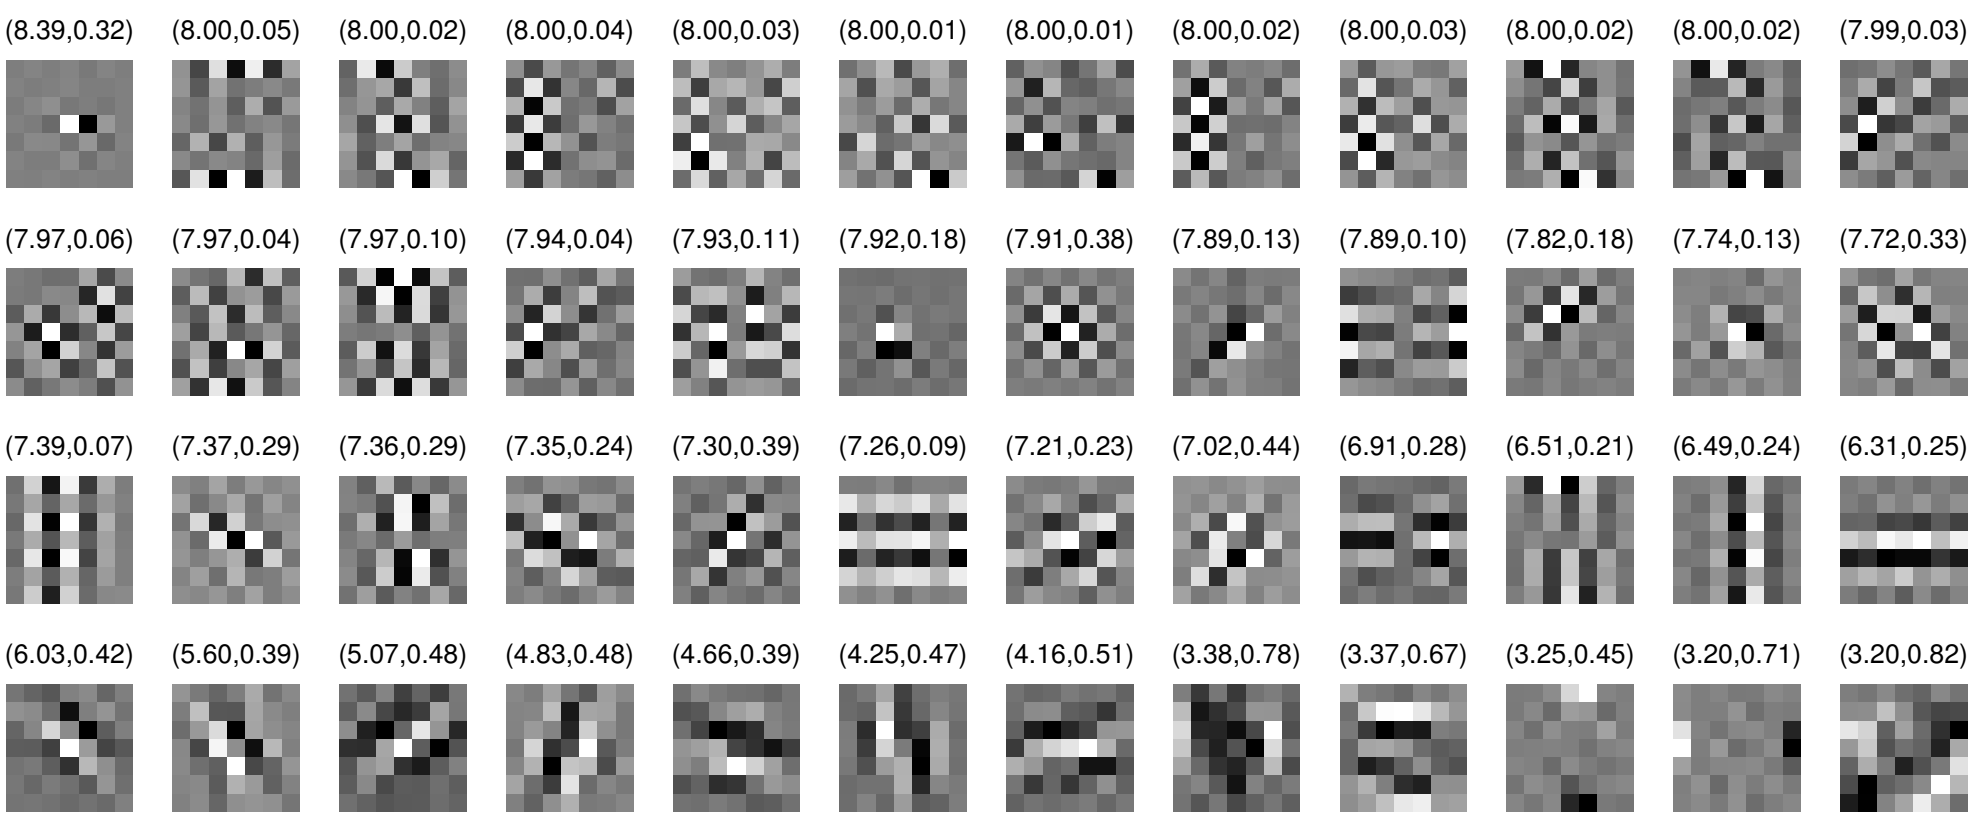 (8.39,0.32) (8.00,0.05) (8.00,0.02) (8.00,0.04) (8.00,0.03) (8.00,0.01) (8.00,0.01) (8.00,0.02) (8.00,0.03) (8.00,0.02) (8.00,0.02) (7.99,0.03)
(7.97,0.06) (7.97,0.04) (7.97,0.10) (7.94,0.04) (7.93,0.11) (7.92,0.18) (7.91,0.38) (7.89,0.13) (7.89,0.10) (7.82,0.18) (7.74,0.13) (7.72,0.33)
(7.39,0.07) (7.37,0.29) (7.36,0.29) (7.35,0.24) (7.30,0.39) (7.26,0.09) (7.21,0.23) (7.02,0.44) (6.91,0.28) (6.51,0.21) (6.49,0.24) (6.31,0.25)
(6.03,0.42) (5.60,0.39) (5.07,0.48) (4.83,0.48) (4.66,0.39) (4.25,0.47) (4.16,0.51) (3.38,0.78) (3.37,0.67) (3.25,0.45) (3.20,0.71) (3.20,0.82)